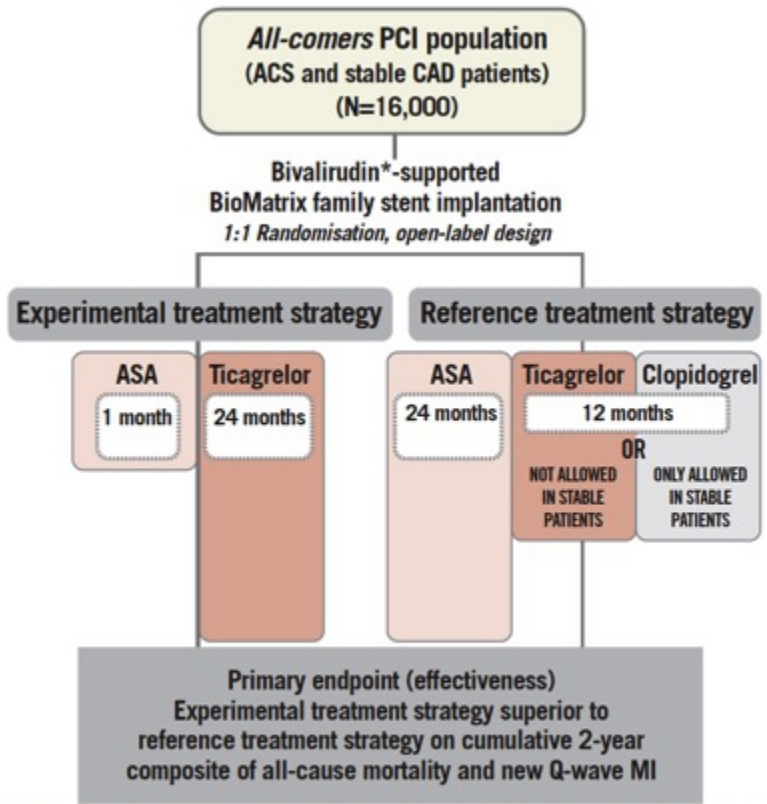 All-comers PCI population
(ACS and stable CAD patients)
(N=16,000)
Bivalirudin*-supported
BioMatrix family stent implantation
1:1 Randomisation, open-label design
Experimental treatment strategy
ASA
1 month
Ticagrelor
24 months
Reference treatment strategy
ASA
24 months
Ticagrelor
Clopidogrel
12 months
OR
NOT ALLOWED
IN STABLE
PATIENTS
ONLY ALLOWED
IN STABLE
PATIENTS
Primary endpoint (effectiveness)
Experimental treatment strategy superior to
reference treatment strategy on cumulative 2-year
composite of all-cause mortality and new Q-wave MI